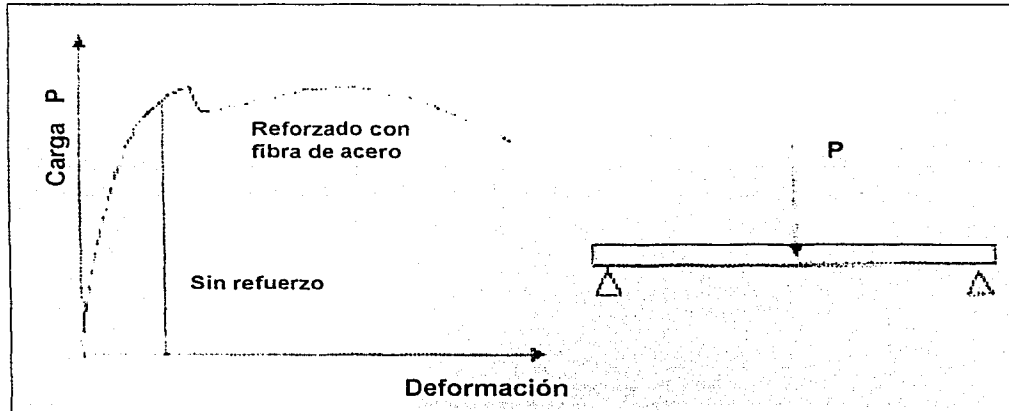 Carga P
Reforzado con
fibra de acero
Sin refuerzo
Deformación
P